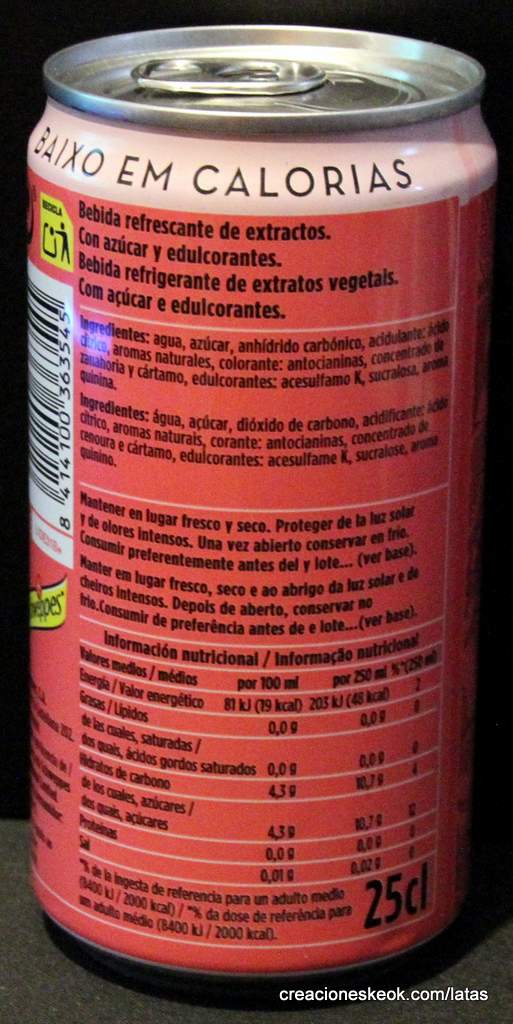 BAIXO EM CALORIAS
RECICLA
Bebida refrescante de extractos.
Con azúcar y edulcorantes.
Bebida refrigerante de extratos vegetais.
Com açúcar e edulcorantes.
Ingredientes: agua, azúcar, anhídrido carbónico, acidulante: ácido
cítrico, aromas naturales, colorante: antocianinas, concentrado de
zanahoria y cártamo, edulcorantes: acesulfamo K, sucralosa, aroma
quinina.
Ingredientes: água, açúcar, dióxido de carbono, acidificante: ácido
cítrico, aromas naturais, corante: antocianinas, concentrado de
cenoura e cártamo, edulcorantes: acesulfame K, sucralose, aroma
quinino.
8 414100 363545
Mantener en lugar fresco y seco. Proteger de la luz solar
y de olores intensos. Una vez abierto conservar en frío.
Consumir preferentemente antes del y lote... (ver base).
Manter em lugar fresco, seco e ao abrigo da luz solar e de
cheiros intensos. Depois de aberto, conservar no
frio.Consumir de preferência antes de e lote...(ver base).
weppes
Información nutricional / Informação nutricional
Valores medios / médios por 100 ml por 250 ml %*(250 ml)
Energía / Valor energético 81 kJ (19 kcal) 203 kJ (48 kcal) 2
Grasas / Lípidos 0,0 g 0,0 g 0
de las cuales, saturadas /
dos quais, ácidos gordos saturados 0,0 g 0,0 g 0
Hidratos de carbono 4,3 g 10,7 g 4
de los cuales, azúcares /
dos quais, açúcares 4,3 g 10,7 g 12
Proteínas 0,0 g 0,0 g 0
Sal 0,01 g 0,02 g 0
*% de la ingesta de referencia para un adulto medio
(8400 kJ / 2000 kcal) / *% da dose de referência para
um adulto médio (8400 kJ / 2000 kcal).
25cl
creacioneskeok.com/latas